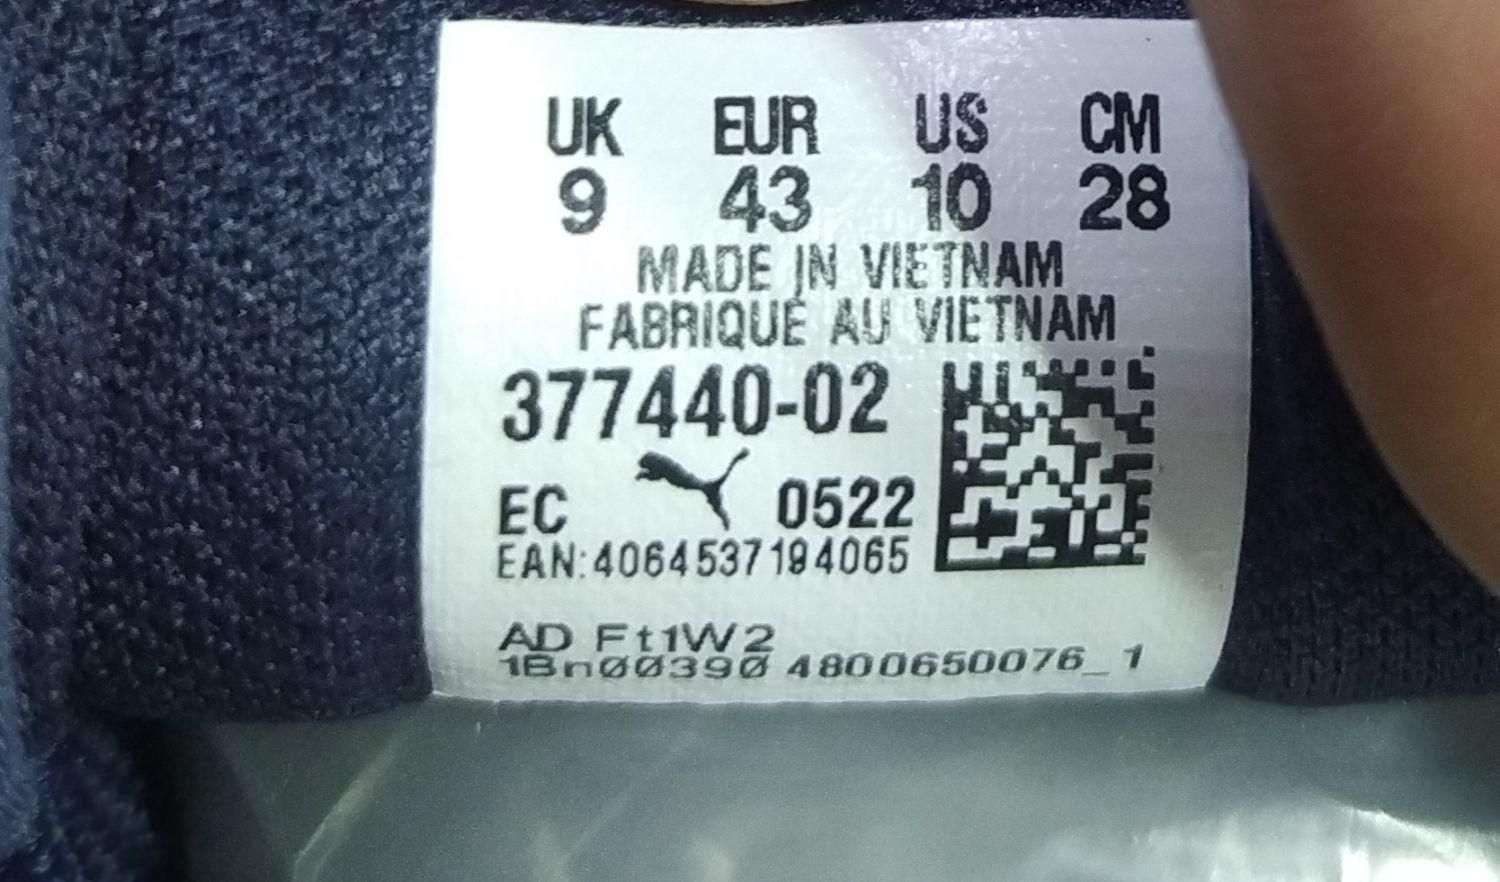 UK EUR US CM
9 43 10 28
MADE IN VIETNAM
FABRIQUE AU VIETNAM
377440-02
EC 0522
EAN:4064537194065
AD Ft1W2
1Bn00390 4800650076_1